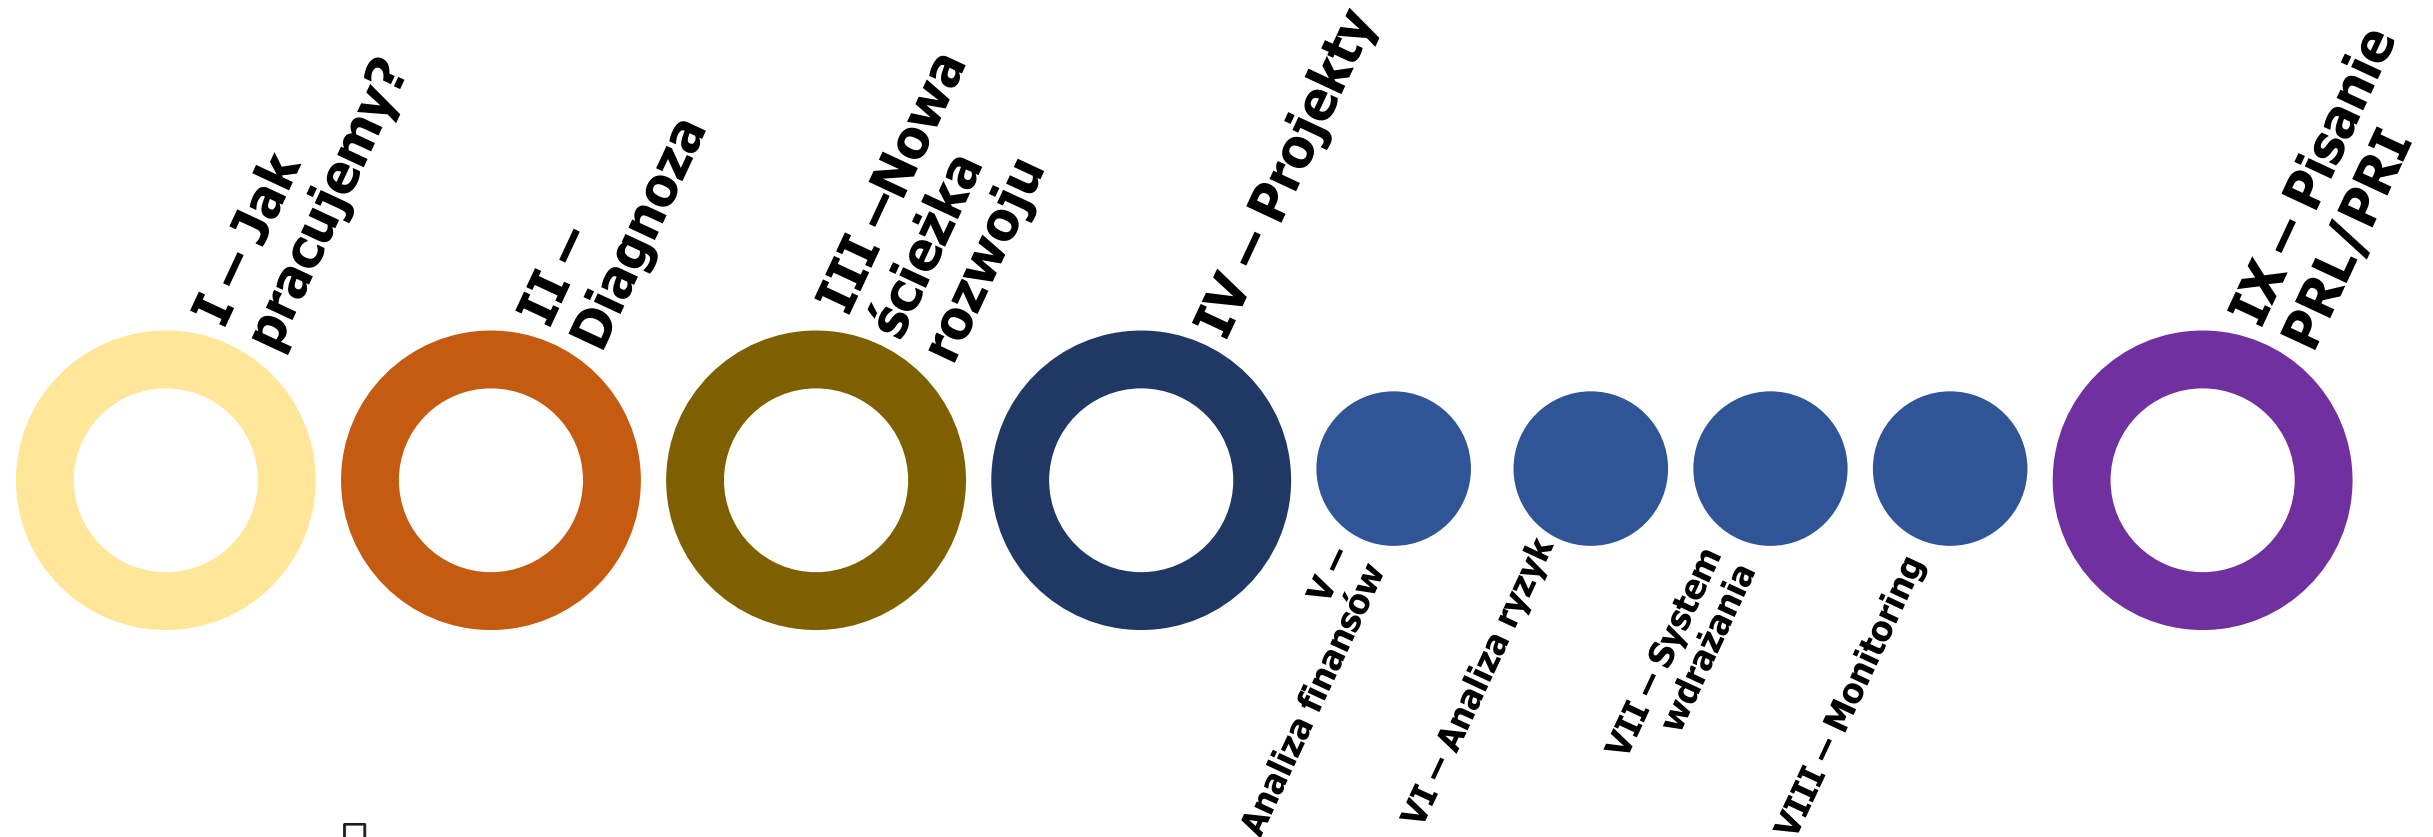 I – Jak
pracujemy?
II –
Diagnoza
III –Nowa
ścieżka
rozwoju
IV – Projekty
V –
Analiza finansów
VI – Analiza ryzyk
VII – System
wdrażania
VIII – Monitoring
IX – Pisanie
PRL/PRI